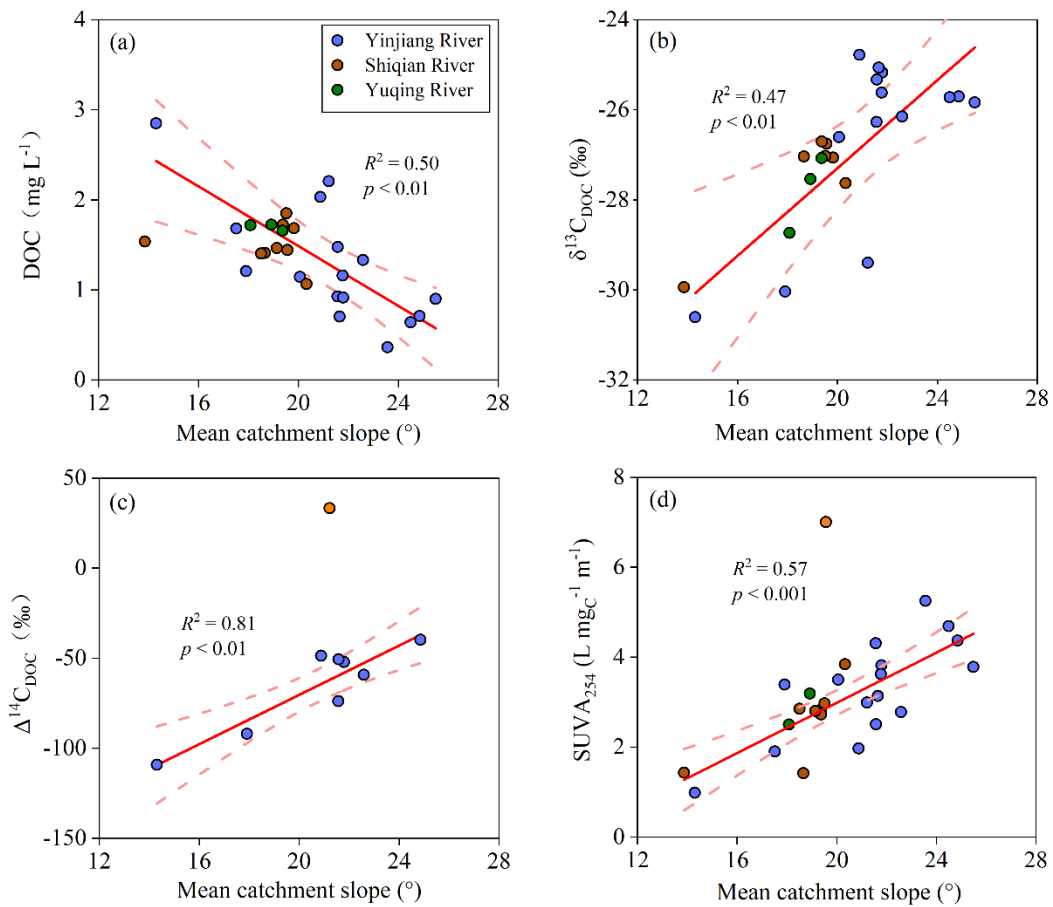 (a)
Yinjiang River
Shiqian River
Yuqing River
R² = 0.50
p < 0.01
DOC (mg L⁻¹)
4
3
2
1
0
12 16 20 24 28
Mean catchment slope (°)
(b)
R² = 0.47
p < 0.01
δ¹³C_DOC (‰)
-24
-26
-28
-30
-32
12 16 20 24 28
Mean catchment slope (°)
(c)
R² = 0.81
p < 0.01
Δ¹⁴C_DOC (‰)
50
0
-50
-100
-150
12 16 20 24 28
Mean catchment slope (°)
(d)
R² = 0.57
p < 0.001
SUVA₂₅₄ (L mg_C⁻¹ m⁻¹)
8
6
4
2
0
12 16 20 24 28
Mean catchment slope (°)